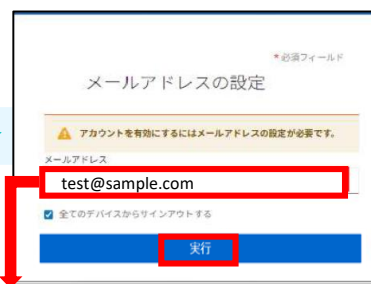 *必須フィールド
メールアドレスの設定
アカウントを有効にするにはメールアドレスの設定が必要です。
メールアドレス
test@sample.com
全てのデバイスからサインアウトする
実行